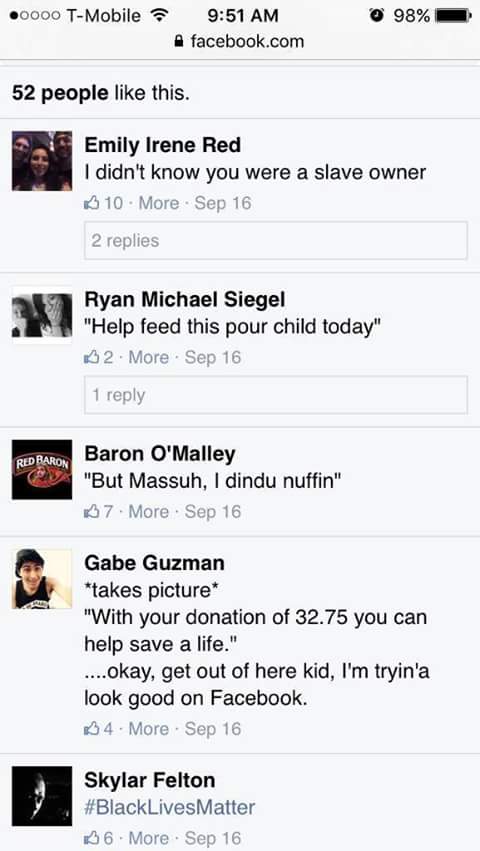 T-Mobile 9:51 AM 98%
facebook.com
52 people like this.
Emily Irene Red
I didn't know you were a slave owner
10 · More · Sep 16
2 replies
Ryan Michael Siegel
"Help feed this pour child today"
2 · More · Sep 16
1 reply
RED BARON
Baron O'Malley
"But Massuh, I dindu nuffin"
7 · More · Sep 16
Gabe Guzman
*takes picture*
"With your donation of 32.75 you can
help save a life."
....okay, get out of here kid, I'm tryin'a
look good on Facebook.
4 · More · Sep 16
Skylar Felton
#BlackLivesMatter
6 · More · Sep 16